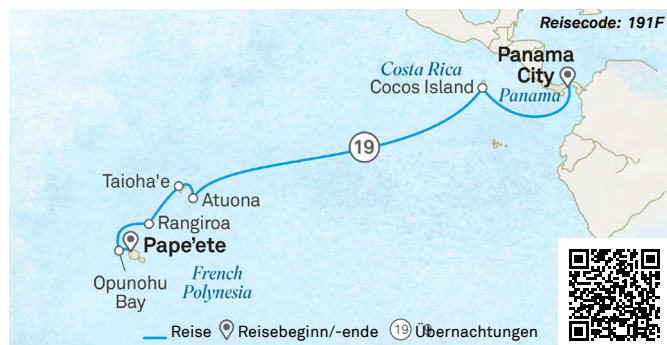 Reisecode: 191F
Panama
City
Costa Rica
Cocos Island
Panama
19
Taioha'e
Atuona
Rangiroa
Pape'ete
Opunohu
Bay
French
Polynesia
Reise
Reisebeginn/-ende
19
Übernachtungen